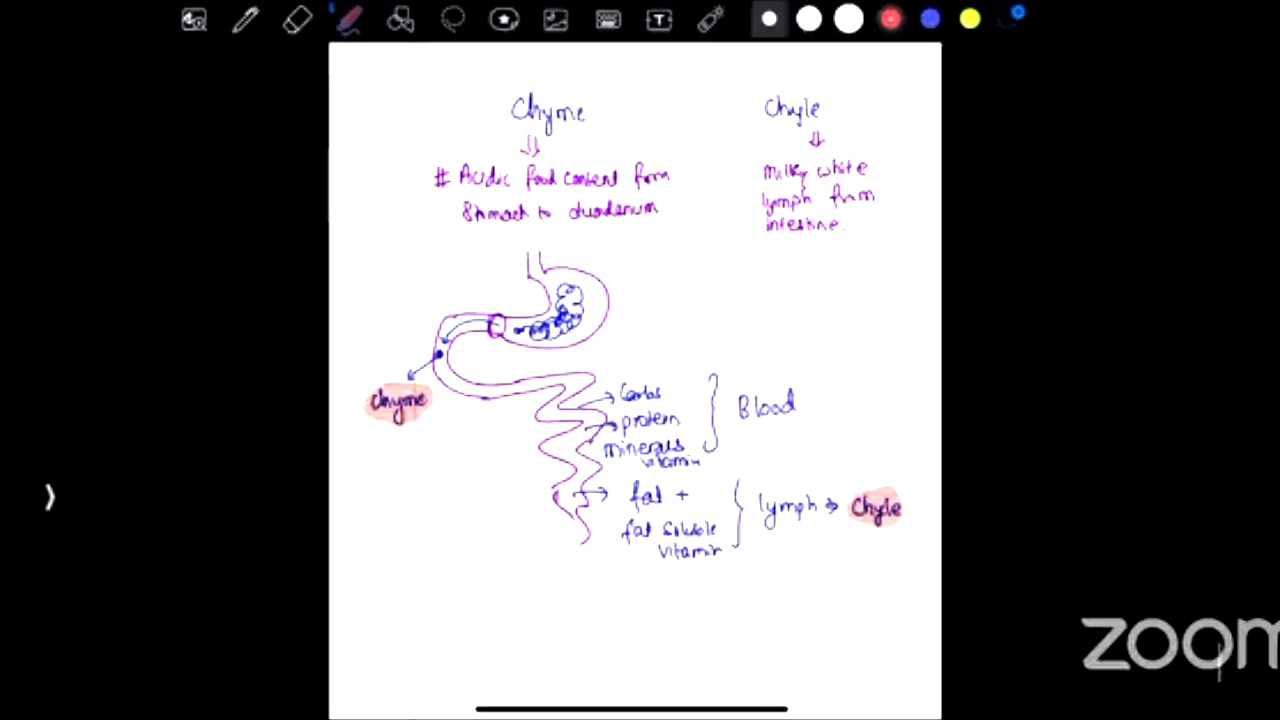 Chyme
Chyle
# Acidic food content from
Stomach to duodenum
Milky white
lymph from
intestine.
Chyme
Carbs
protein
minerals
vitamin
Blood
fat +
fat soluble
vitamin
lymph → Chyle
zoom
T